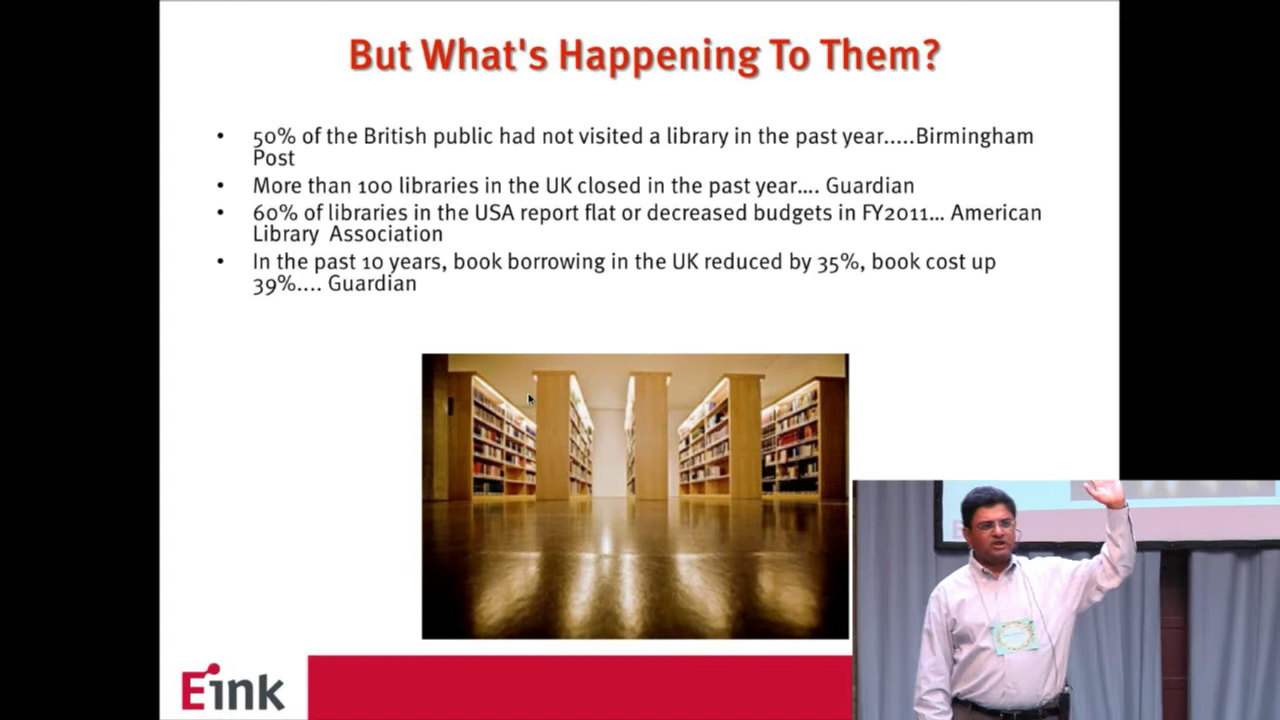 But What's Happening To Them?
• 50% of the British public had not visited a library in the past year.....Birmingham
Post
• More than 100 libraries in the UK closed in the past year.... Guardian
• 60% of libraries in the USA report flat or decreased budgets in FY2011... American
Library Association
• In the past 10 years, book borrowing in the UK reduced by 35%, book cost up
39%.... Guardian
Eink